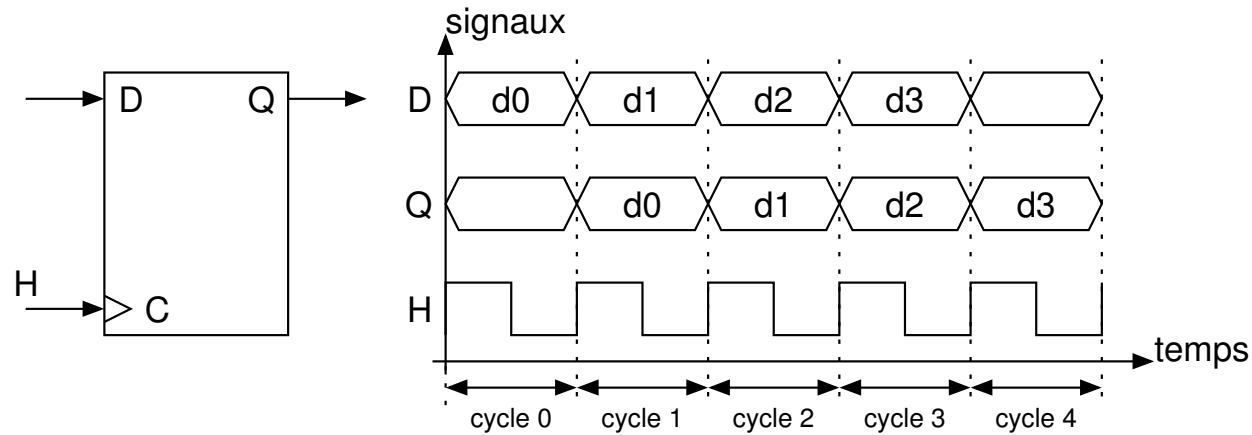 signaux
D Q
H
C
D d0 d1 d2 d3
Q d0 d1 d2 d3
H
temps
cycle 0 cycle 1 cycle 2 cycle 3 cycle 4